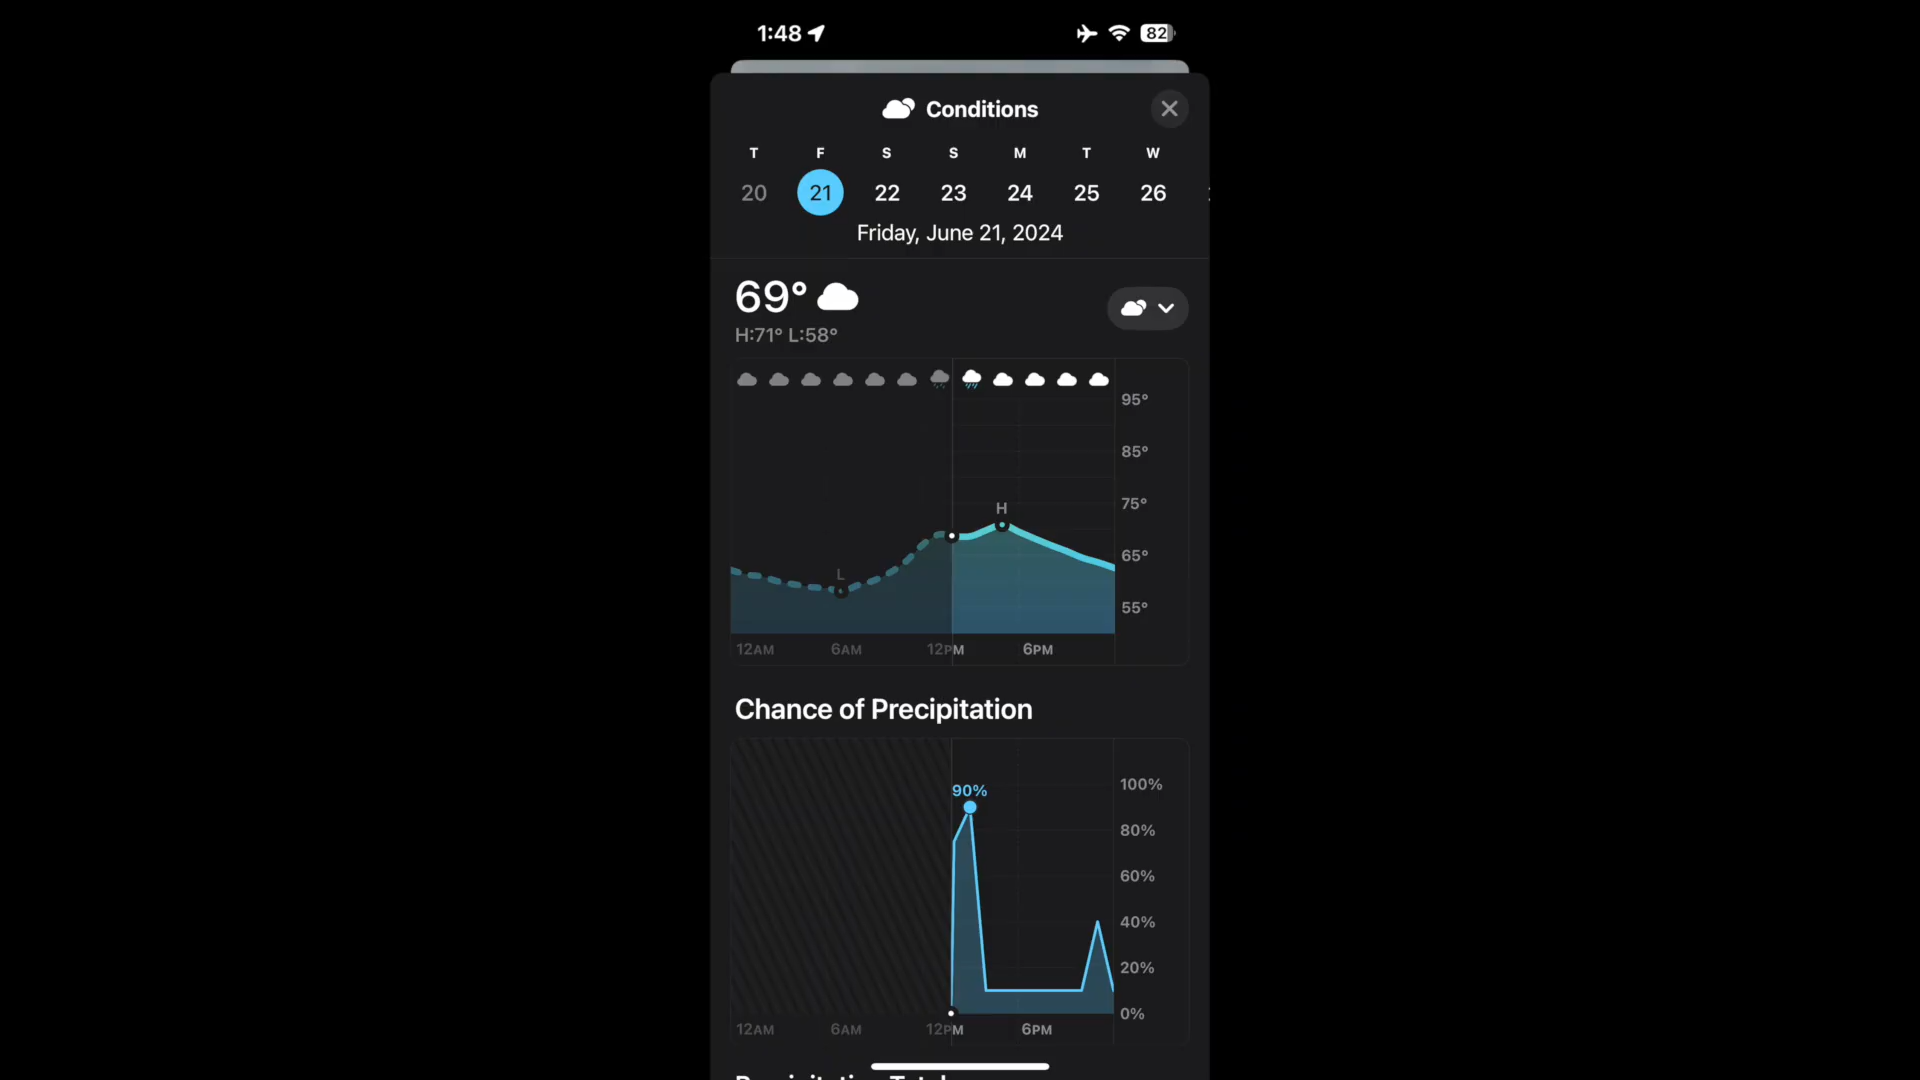 1:48
82
Conditions
T F S S M T W
20 21 22 23 24 25 26
Friday, June 21, 2024
69°
H:71° L:58°
95°
85°
H
75°
65°
L
55°
12AM 6AM 12PM 6PM
Chance of Precipitation
90%
100%
80%
60%
40%
20%
0%
12AM 6AM 12PM 6PM